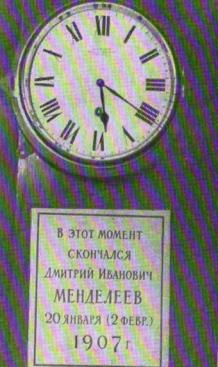 В ЭТОТ МОМЕНТ
СКОНЧАЛСЯ
ДМИТРИЙ ИВАНОВИЧ
МЕНДЕЛЕЕВ
20 ЯНВАРЯ (2 ФЕВР.)
1907 г